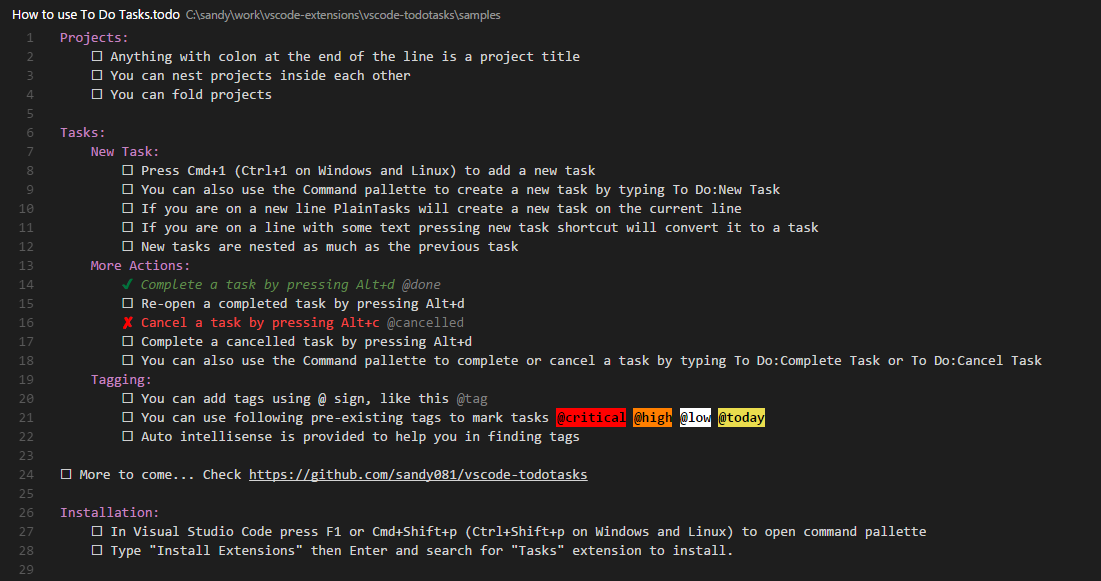 How to use To Do Tasks.todo C:\sandy\work\vscode-extensions\vscode-todotasks\samples
1 Projects:
2 ☐ Anything with colon at the end of the line is a project title
3 ☐ You can nest projects inside each other
4 ☐ You can fold projects
5
6 Tasks:
7 New Task:
8 ☐ Press Cmd+1 (Ctrl+1 on Windows and Linux) to add a new task
9 ☐ You can also use the Command pallette to create a new task by typing To Do:New Task
10 ☐ If you are on a new line PlainTasks will create a new task on the current line
11 ☐ If you are on a line with some text pressing new task shortcut will convert it to a task
12 ☐ New tasks are nested as much as the previous task
13 More Actions:
14 ✔ Complete a task by pressing Alt+d @done
15 ☐ Re-open a completed task by pressing Alt+d
16 ✘ Cancel a task by pressing Alt+c @cancelled
17 ☐ Complete a cancelled task by pressing Alt+d
18 ☐ You can also use the Command pallette to complete or cancel a task by typing To Do:Complete Task or To Do:Cancel Task
19 Tagging:
20 ☐ You can add tags using @ sign, like this @tag
21 ☐ You can use following pre-existing tags to mark tasks @critical @high @low @today
22 ☐ Auto intellisense is provided to help you in finding tags
23
24 ☐ More to come... Check https://github.com/sandy081/vscode-todotasks
25
26 Installation:
27 ☐ In Visual Studio Code press F1 or Cmd+Shift+p (Ctrl+Shift+p on Windows and Linux) to open command pallette
28 ☐ Type "Install Extensions" then Enter and search for "Tasks" extension to install.
29